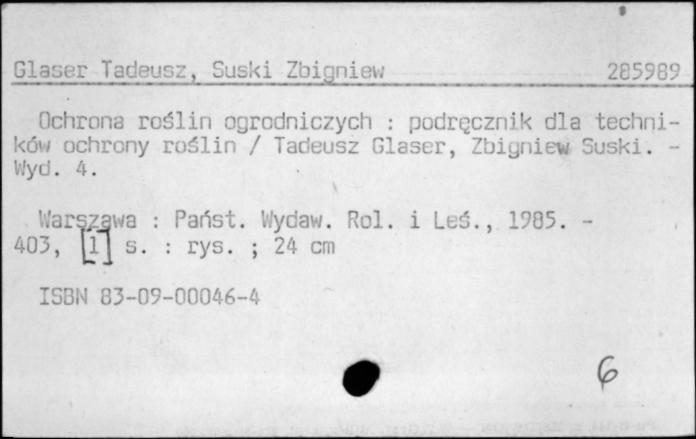 Glaser Tadeusz, Suski Zbigniew 285989
Ochrona roślin ogrodniczych : podręcznik dla techni-
ków ochrony roślin / Tadeusz Glaser, Zbigniew Suski. -
Wyd. 4.
Warszawa : Państ. Wydaw. Rol. i Leś., 1985. -
403, [1] s. : rys. ; 24 cm
ISBN 83-09-00046-4
6